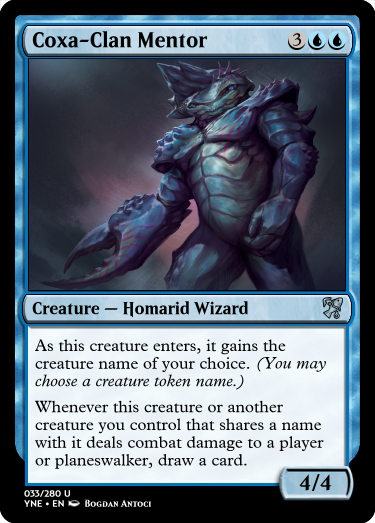 Coxa-Clan Mentor 3
Creature — Homarid Wizard
As this creature enters, it gains the
creature name of your choice. (You may
choose a creature token name.)
Whenever this creature or another
creature you control that shares a name
with it deals combat damage to a player
or planeswalker, draw a card.
4/4
033/280 U
YNE • EN Bogdan Antoci